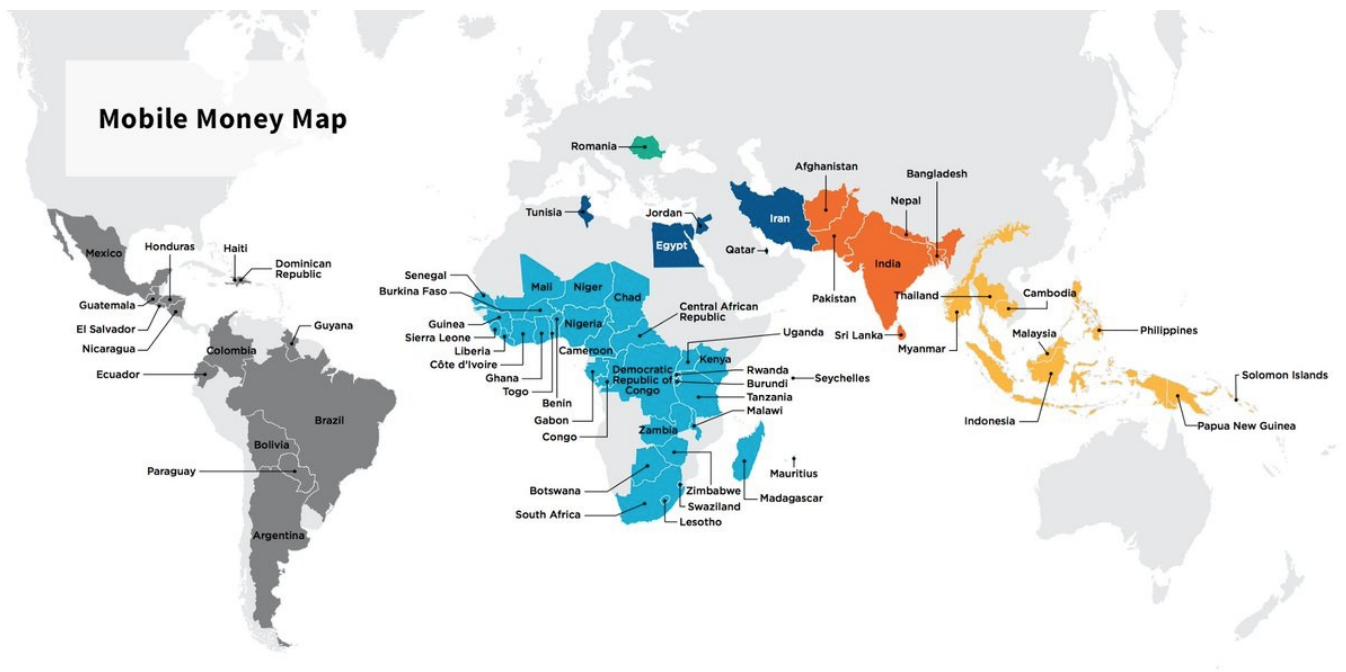 Mobile Money Map
Romania
Afghanistan
Bangladesh
Nepal
Tunisia
Jordan
Iran
Egypt
Qatar
India
Pakistan
Sri Lanka
Thailand
Cambodia
Myanmar
Malaysia
Philippines
Indonesia
Solomon Islands
Papua New Guinea
Mexico
Honduras
Haiti
Dominican
Republic
Guatemala
El Salvador
Nicaragua
Guyana
Colombia
Ecuador
Brazil
Bolivia
Paraguay
Argentina
Senegal
Mali
Niger
Chad
Burkina Faso
Central African
Republic
Guinea
Nigeria
Sierra Leone
Liberia
Cameroon
Uganda
Kenya
Côte d'Ivoire
Ghana
Togo
Benin
Democratic
Republic of
Congo
Rwanda
Burundi
Seychelles
Tanzania
Malawi
Gabon
Congo
Zambia
Mauritius
Botswana
Zimbabwe
Madagascar
South Africa
Swaziland
Lesotho